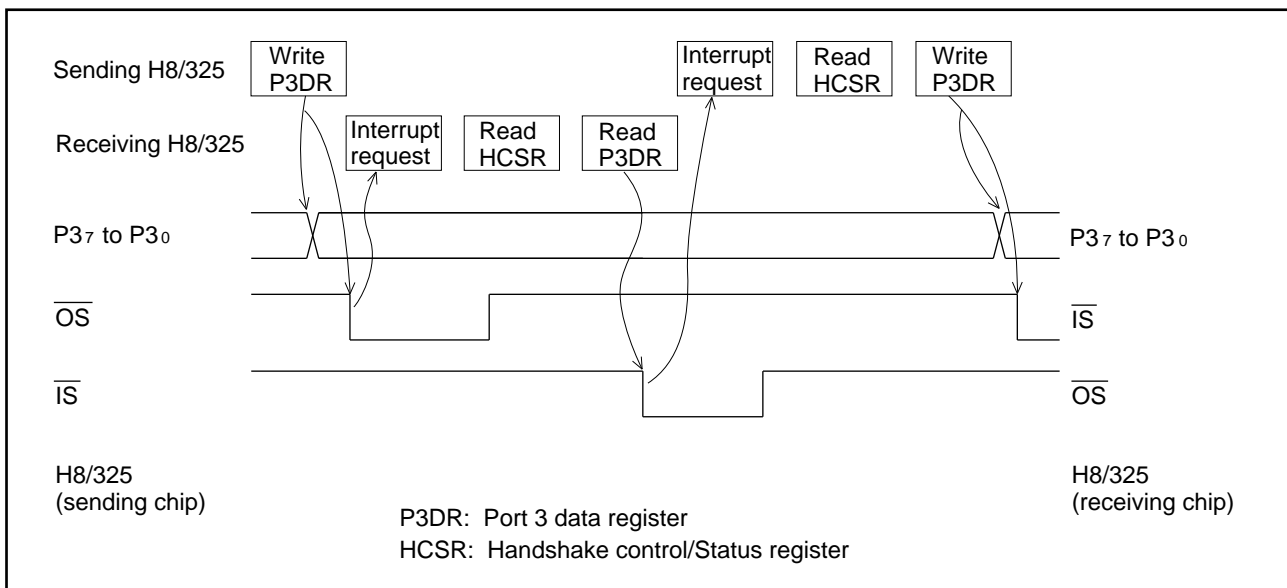 Sending H8/325
Write
P3DR
Interrupt
request
Read
HCSR
Write
P3DR
Receiving H8/325
Interrupt
request
Read
HCSR
Read
P3DR
P37 to P30
P37 to P30
OS
IS
IS
OS
H8/325
(sending chip)
H8/325
(receiving chip)
P3DR: Port 3 data register
HCSR: Handshake control/Status register